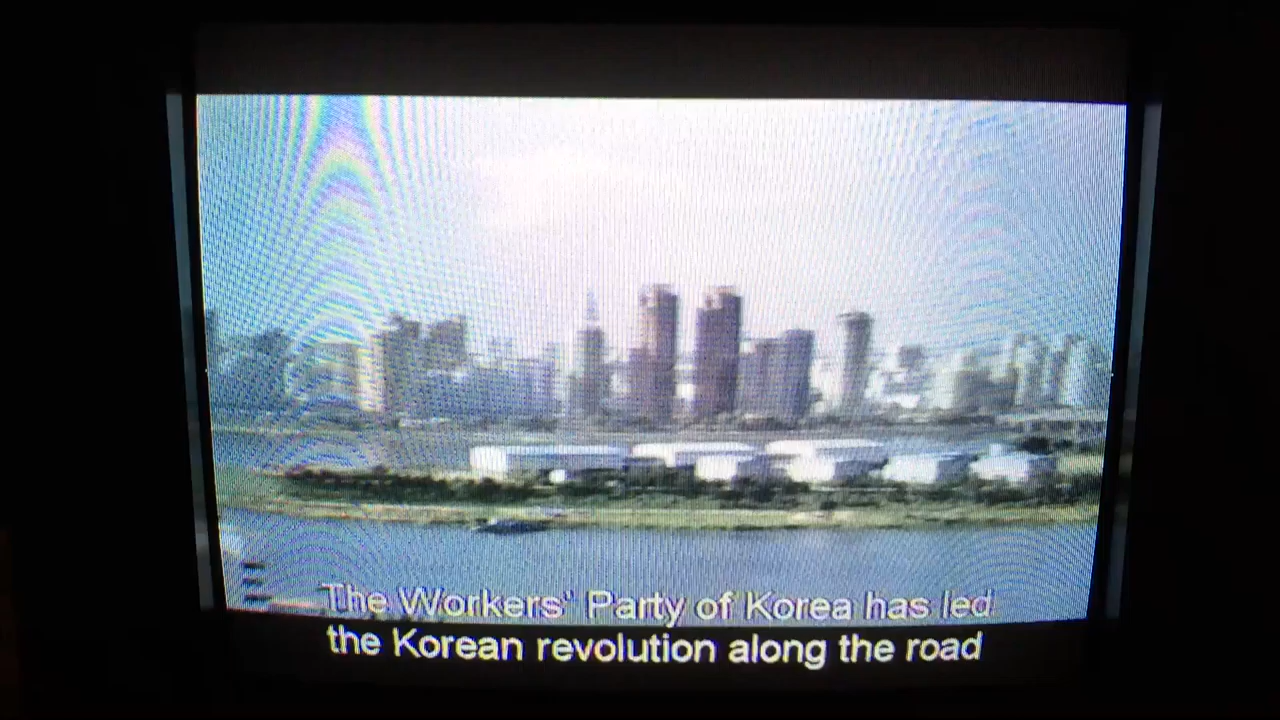 The Workers' Party of Korea has led
the Korean revolution along the road